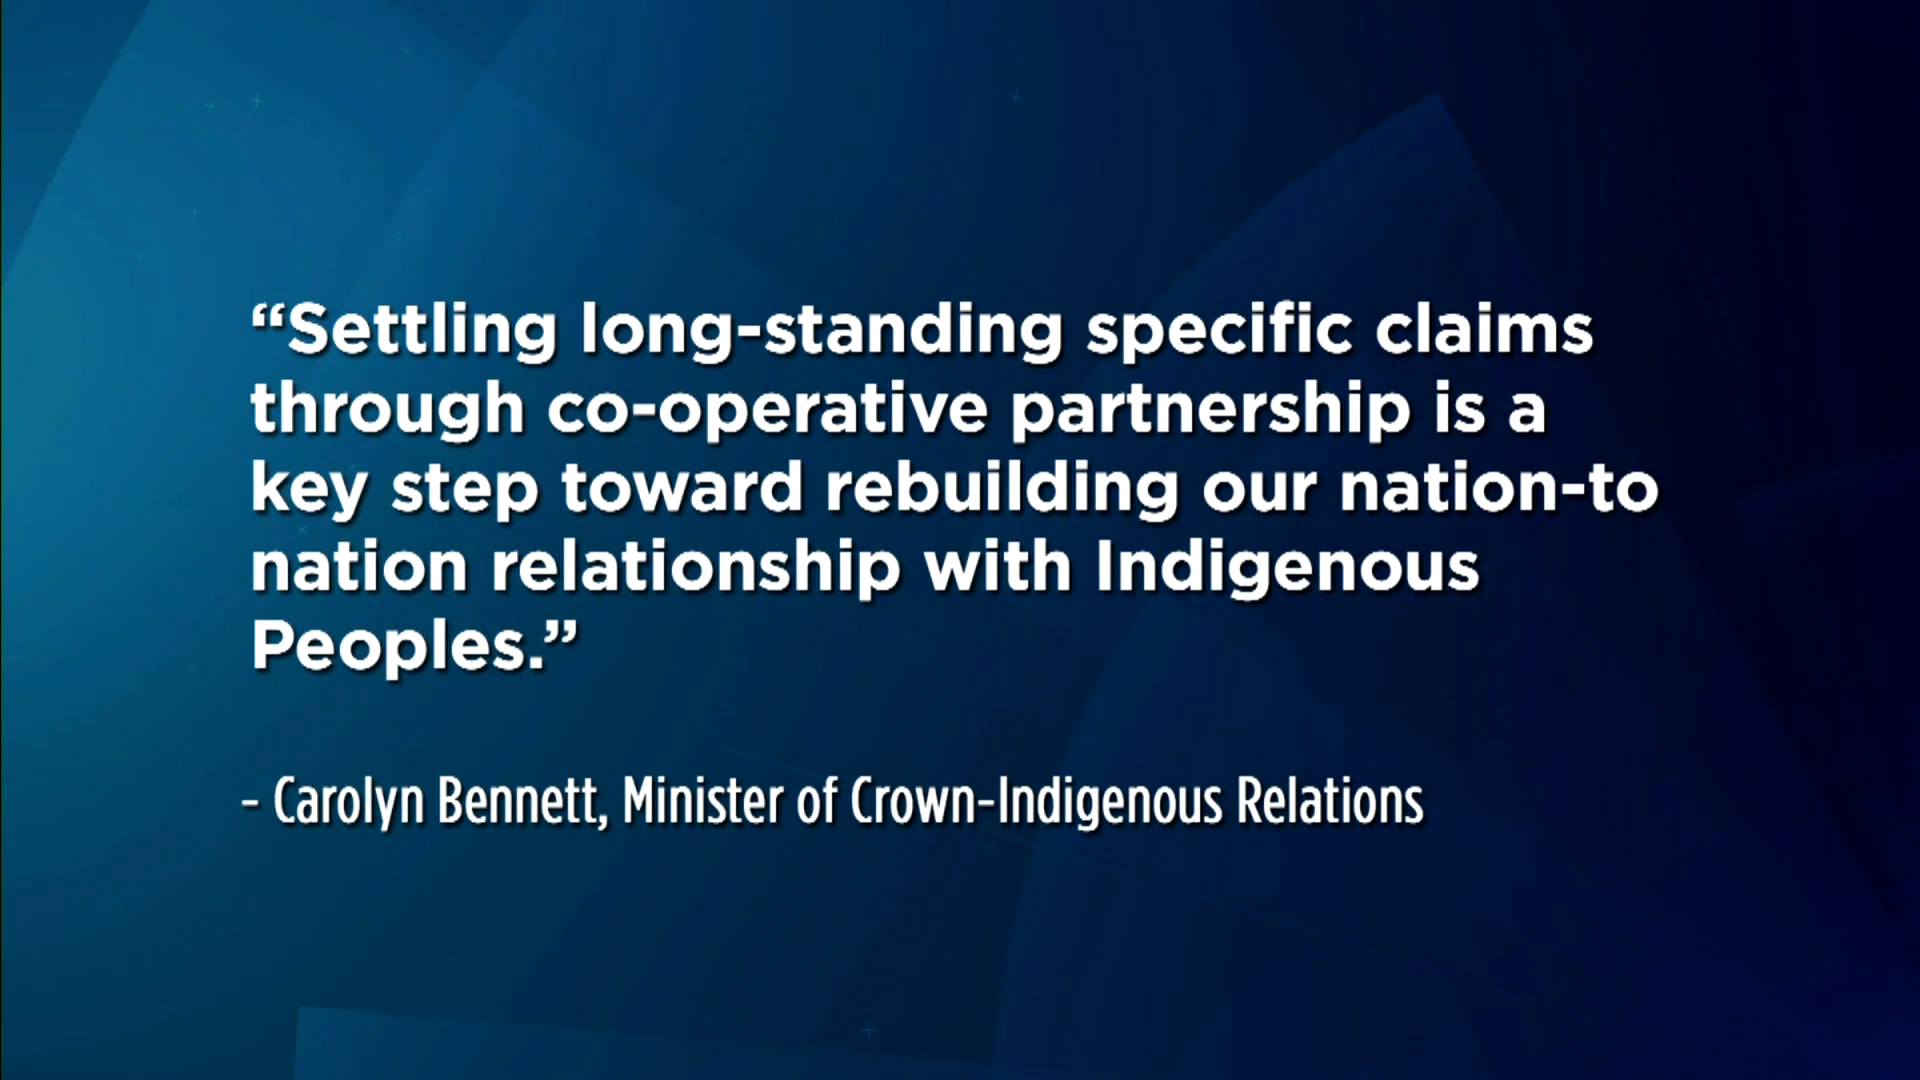 “Settling long-standing specific claims
through co-operative partnership is a
key step toward rebuilding our nation-to
nation relationship with Indigenous
Peoples.”
- Carolyn Bennett, Minister of Crown-Indigenous Relations